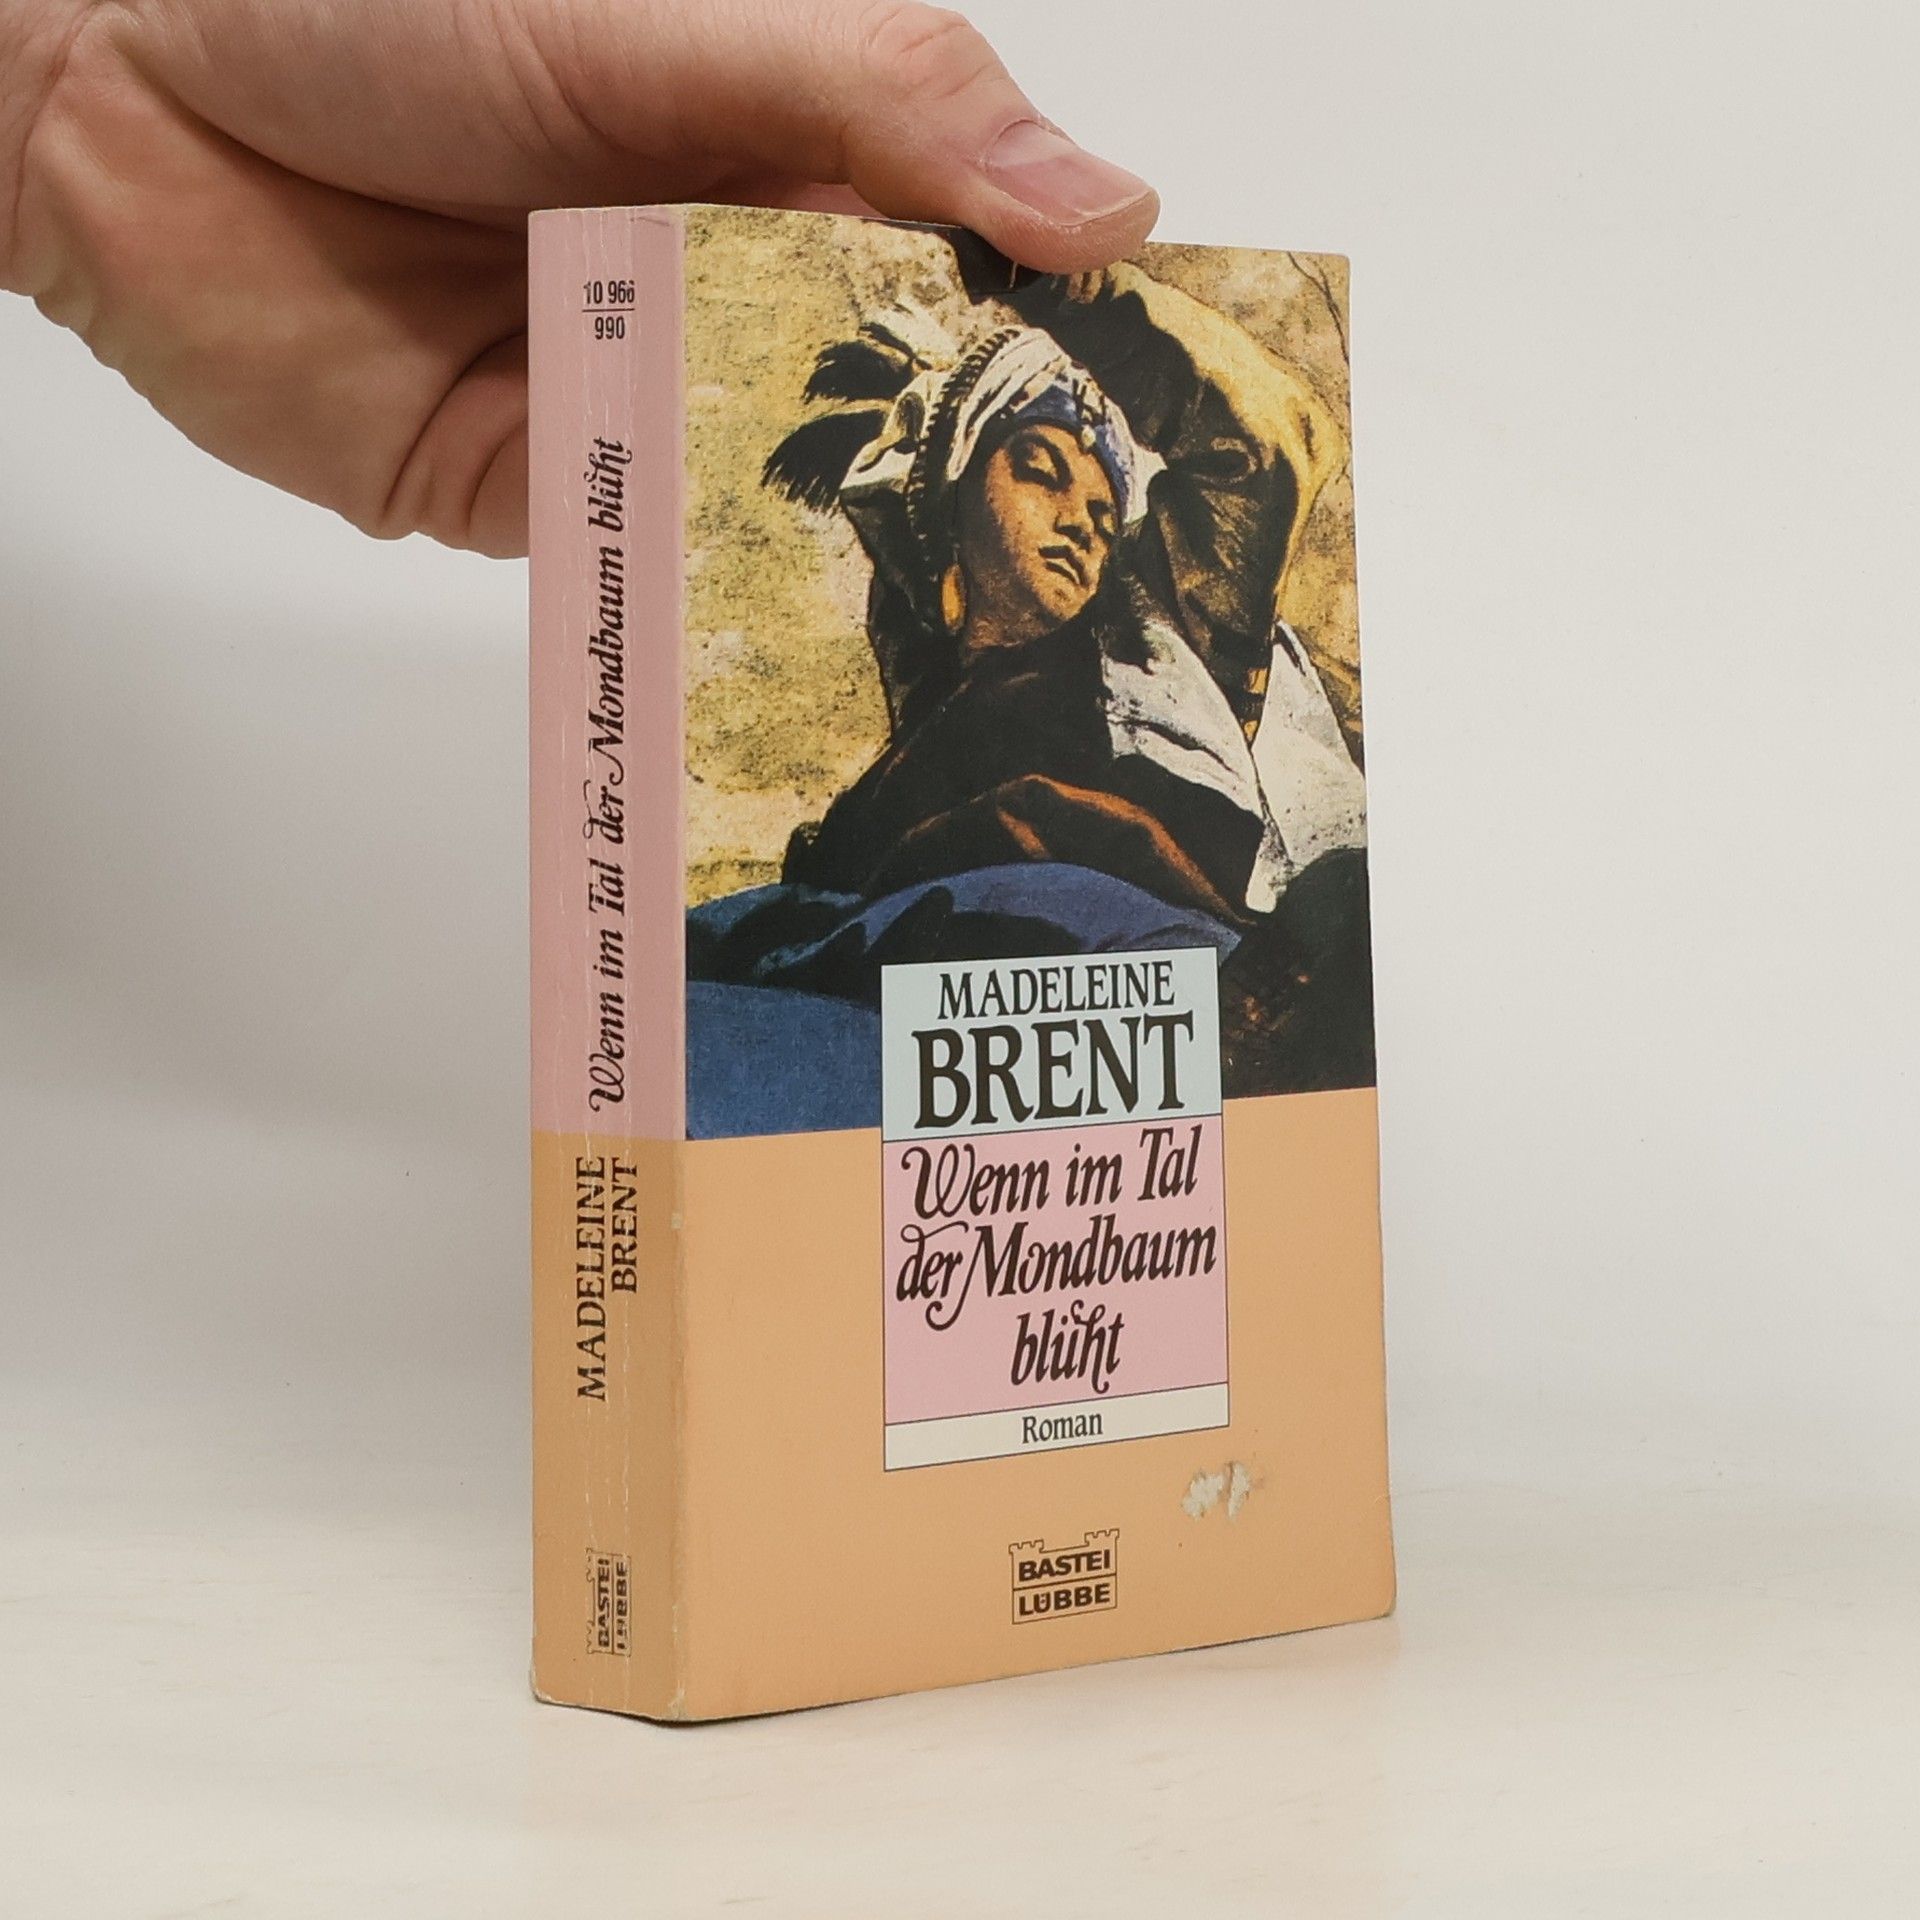 10 966
990
Wenn im Tal der Mondbaum blüht
MADELEINE
BRENT
BASTEI
LÜBBE
MADELEINE
BRENT
Wenn im Tal
der Mondbaum
blüht
Roman
BASTEI
LÜBBE